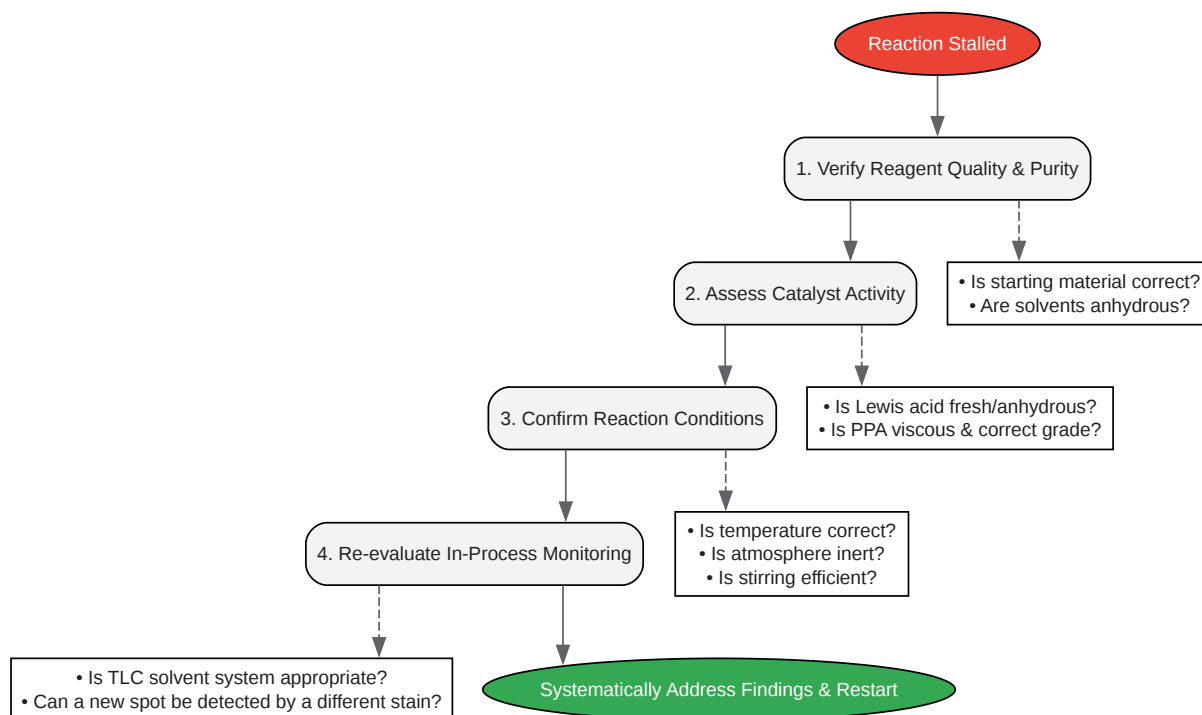 Reaction Stalled
1. Verify Reagent Quality & Purity
2. Assess Catalyst Activity
• Is starting material correct?
• Are solvents anhydrous?
3. Confirm Reaction Conditions
• Is Lewis acid fresh/anhydrous?
• Is PPA viscous & correct grade?
4. Re-evaluate In-Process Monitoring
• Is temperature correct?
• Is atmosphere inert?
• Is stirring efficient?
• Is TLC solvent system appropriate?
• Can a new spot be detected by a different stain?
Systematically Address Findings & Restart